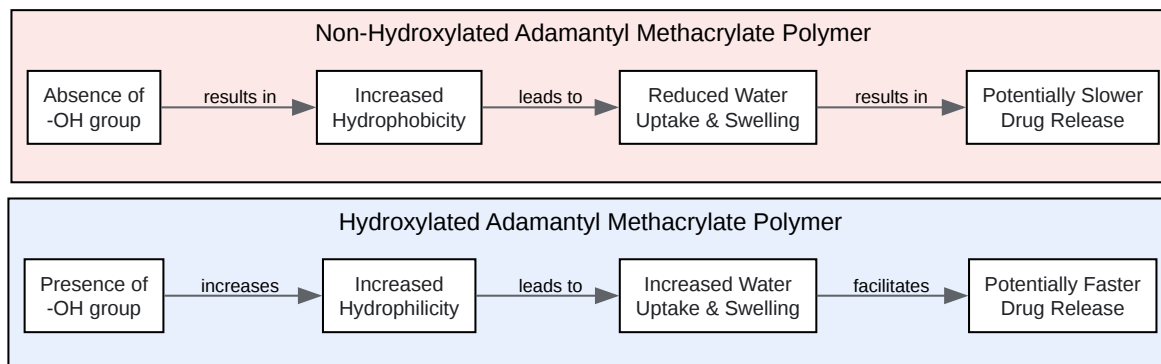 Non-Hydroxylated Adamantyl Methacrylate Polymer
Absence of
-OH group
results in
Increased
Hydrophobicity
leads to
Reduced Water
Uptake & Swelling
results in
Potentially Slower
Drug Release
Hydroxylated Adamantyl Methacrylate Polymer
Presence of
-OH group
increases
Increased
Hydrophilicity
leads to
Increased Water
Uptake & Swelling
facilitates
Potentially Faster
Drug Release